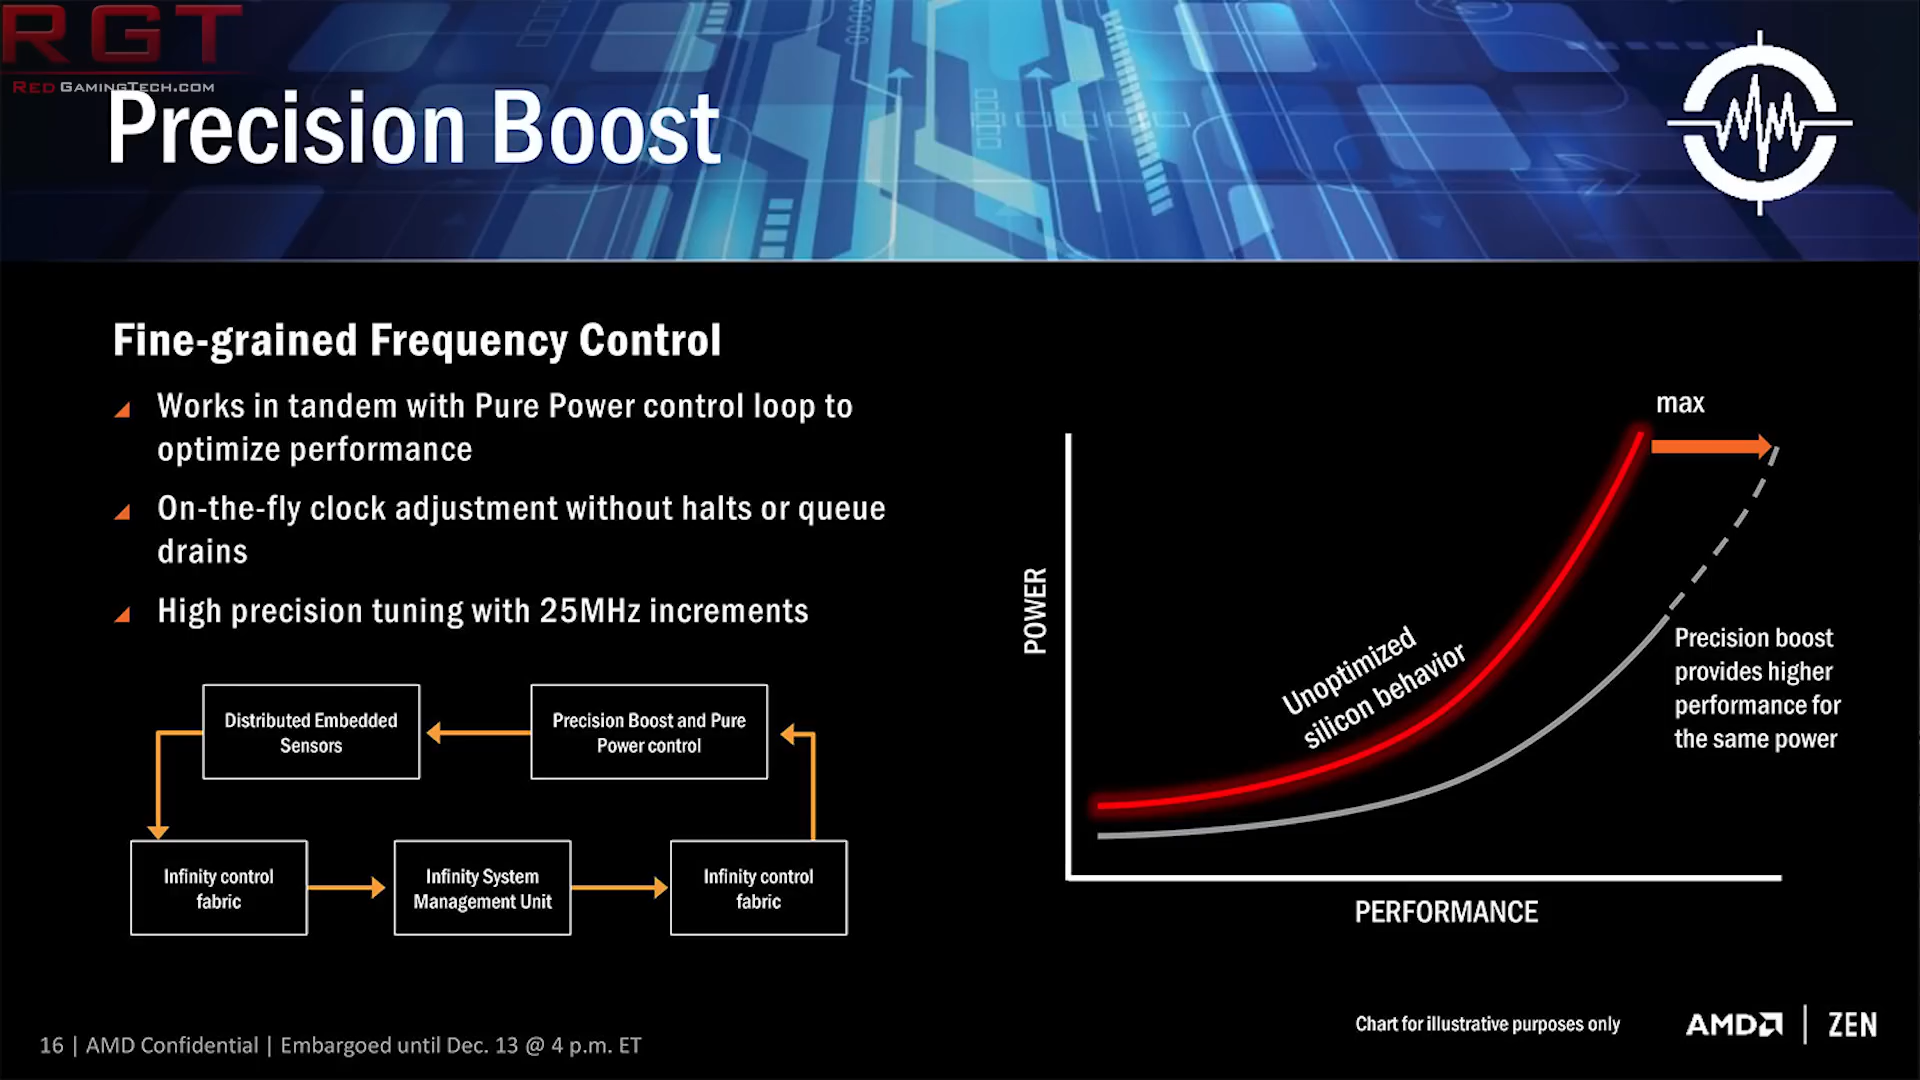 RGT
REDGAMINGTECH.COM
Precision Boost
Fine-grained Frequency Control
Works in tandem with Pure Power control loop to
optimize performance
On-the-fly clock adjustment without halts or queue
drains
High precision tuning with 25MHz increments
Distributed Embedded
Sensors
Precision Boost and Pure
Power control
Infinity control
fabric
Infinity System
Management Unit
Infinity control
fabric
max
POWER
Unoptimized
silicon behavior
Precision boost
provides higher
performance for
the same power
PERFORMANCE
Chart for illustrative purposes only
AMD | ZEN
16 | AMD Confidential | Embargoed until Dec. 13 @ 4 p.m. ET